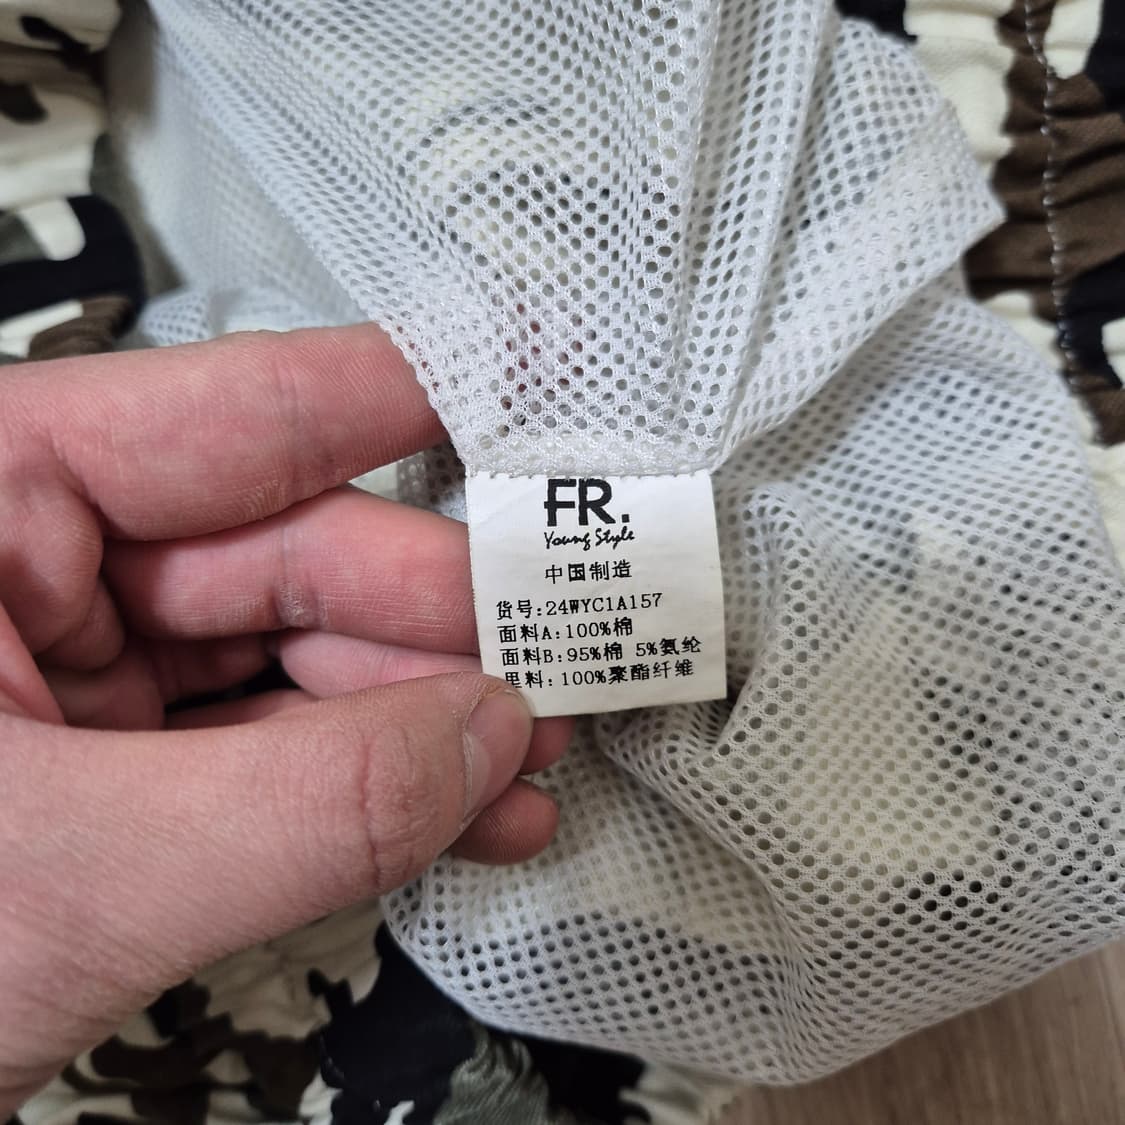 FR.
Young Style
中国制造
货号:24WYC1A157
面料A:100%棉
面料B:95%棉 5%氨纶
里料:100%聚酯纤维